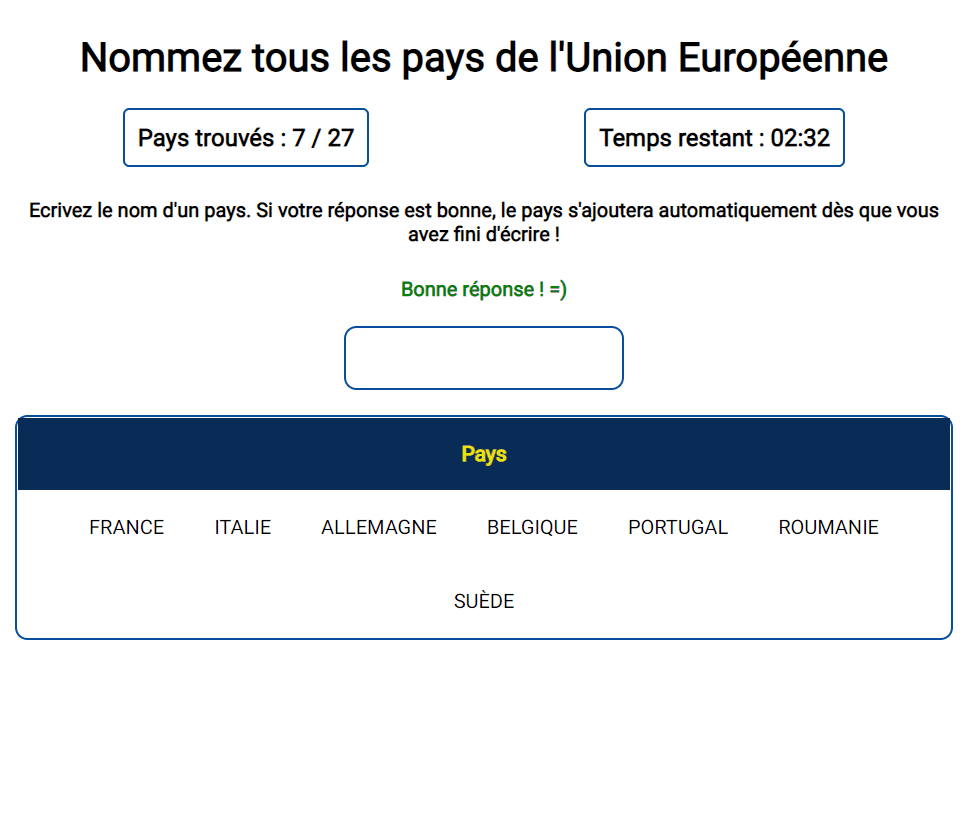 Nommez tous les pays de l'Union Européenne
Pays trouvés : 7 / 27
Temps restant : 02:32
Ecrivez le nom d'un pays. Si votre réponse est bonne, le pays s'ajoutera automatiquement dès que vous
avez fini d'écrire !
Bonne réponse ! =)
Pays
FRANCE ITALIE ALLEMAGNE BELGIQUE PORTUGAL ROUMANIE
SUÈDE